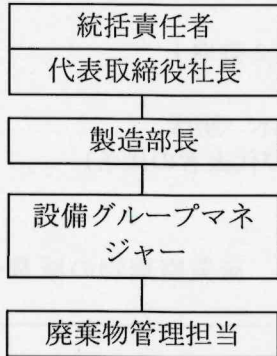 統括責任者
代表取締役社長
製造部長
設備グループマネ
ジャー
廃棄物管理担当